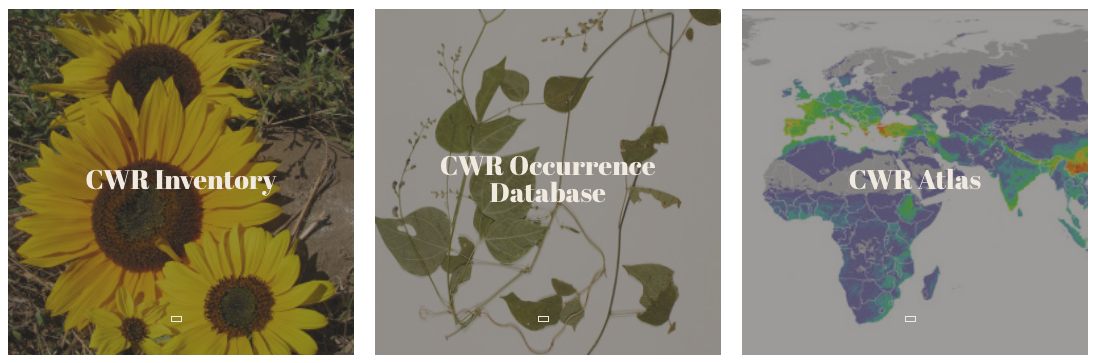 CWR Inventory
CWR Occurrence
Database
CWR Atlas